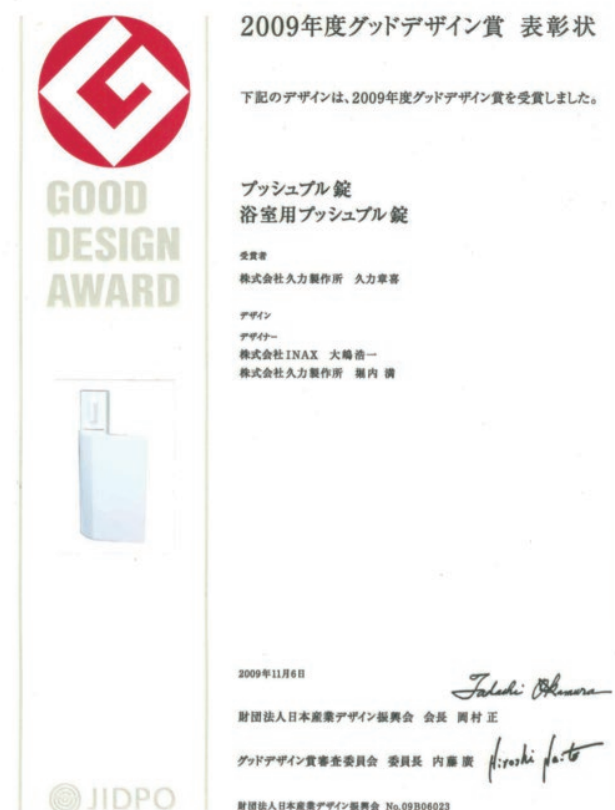 2009年度グッドデザイン賞 表彰状
下記のデザインは、2009年度グッドデザイン賞を受賞しました。
GOOD
DESIGN
AWARD
プッシュプル錠
浴室用プッシュプル錠
受賞者
株式会社久力製作所 久力章喜
デザイン
デザイナー
株式会社INAX 大嶋浩一
株式会社久力製作所 堀内 満
2009年11月6日
Tadashi Okamura
財団法人日本産業デザイン振興会 会長 岡村 正
グッドデザイン賞審査委員会 委員長 内藤 廣
Hiroshi Naito
JIDPO
財団法人日本産業デザイン振興会 No.09B06023